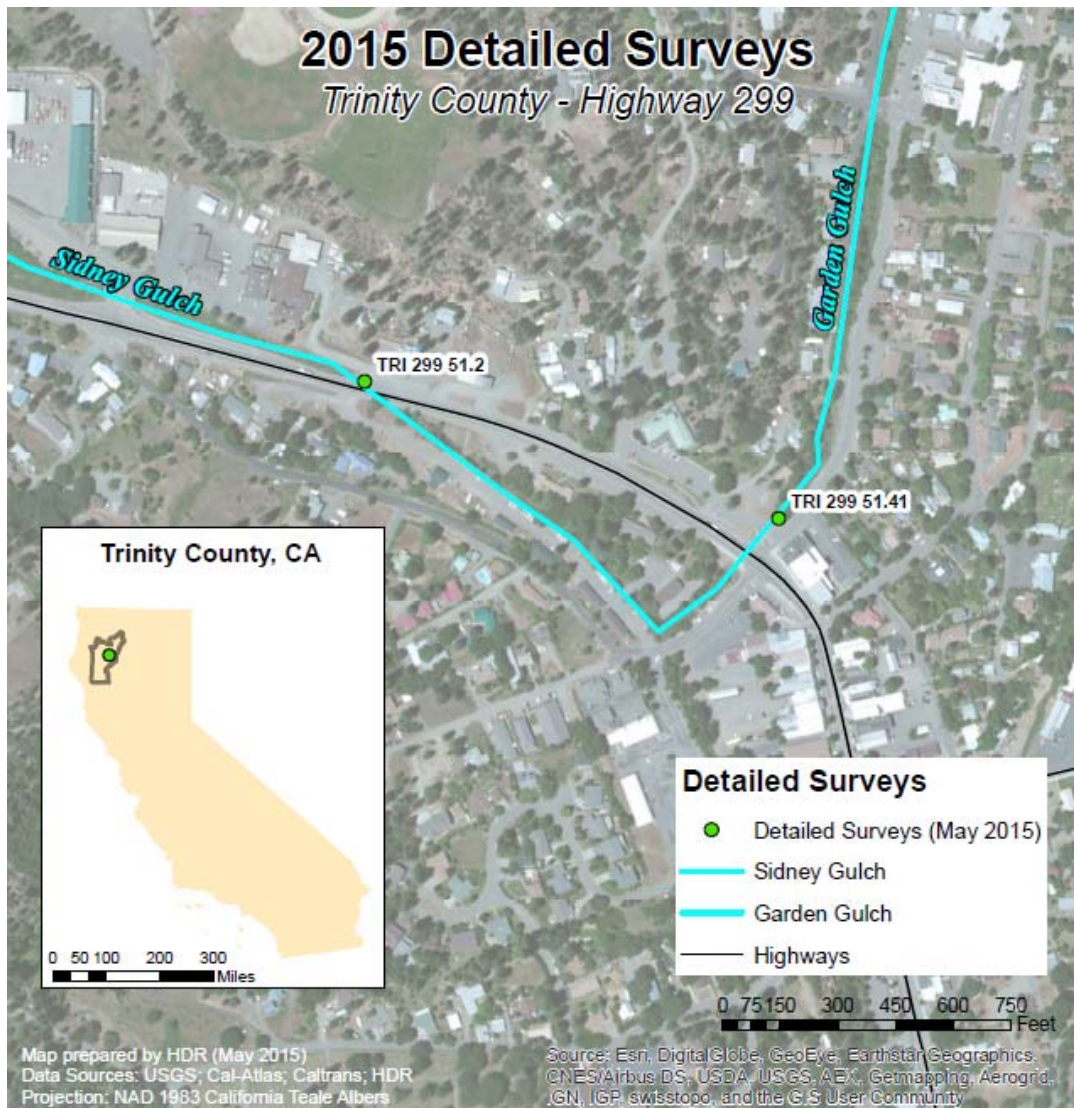 2015 Detailed Surveys
Trinity County - Highway 299
Sidney Gulch
Garden Gulch
TRI 299 51.2
TRI 299 51.41
Trinity County, CA
0 50 100 200 300
Miles
Detailed Surveys
Detailed Surveys (May 2015)
Sidney Gulch
Garden Gulch
Highways
0 75 150 300 450 600 750
Feet
Map prepared by HDR (May 2015)
Data Sources: USGS; Cal-Atlas; Caltrans; HDR
Projection: NAD 1983 California Teale Albers
Source: Esri, DigitalGlobe, GeoEye, Earthstar Geographics,
CNES/Airbus DS, USDA, USGS, AEX, Getmapping, Aerogrid,
IGN, IGP, swisstopo, and the GIS User Community